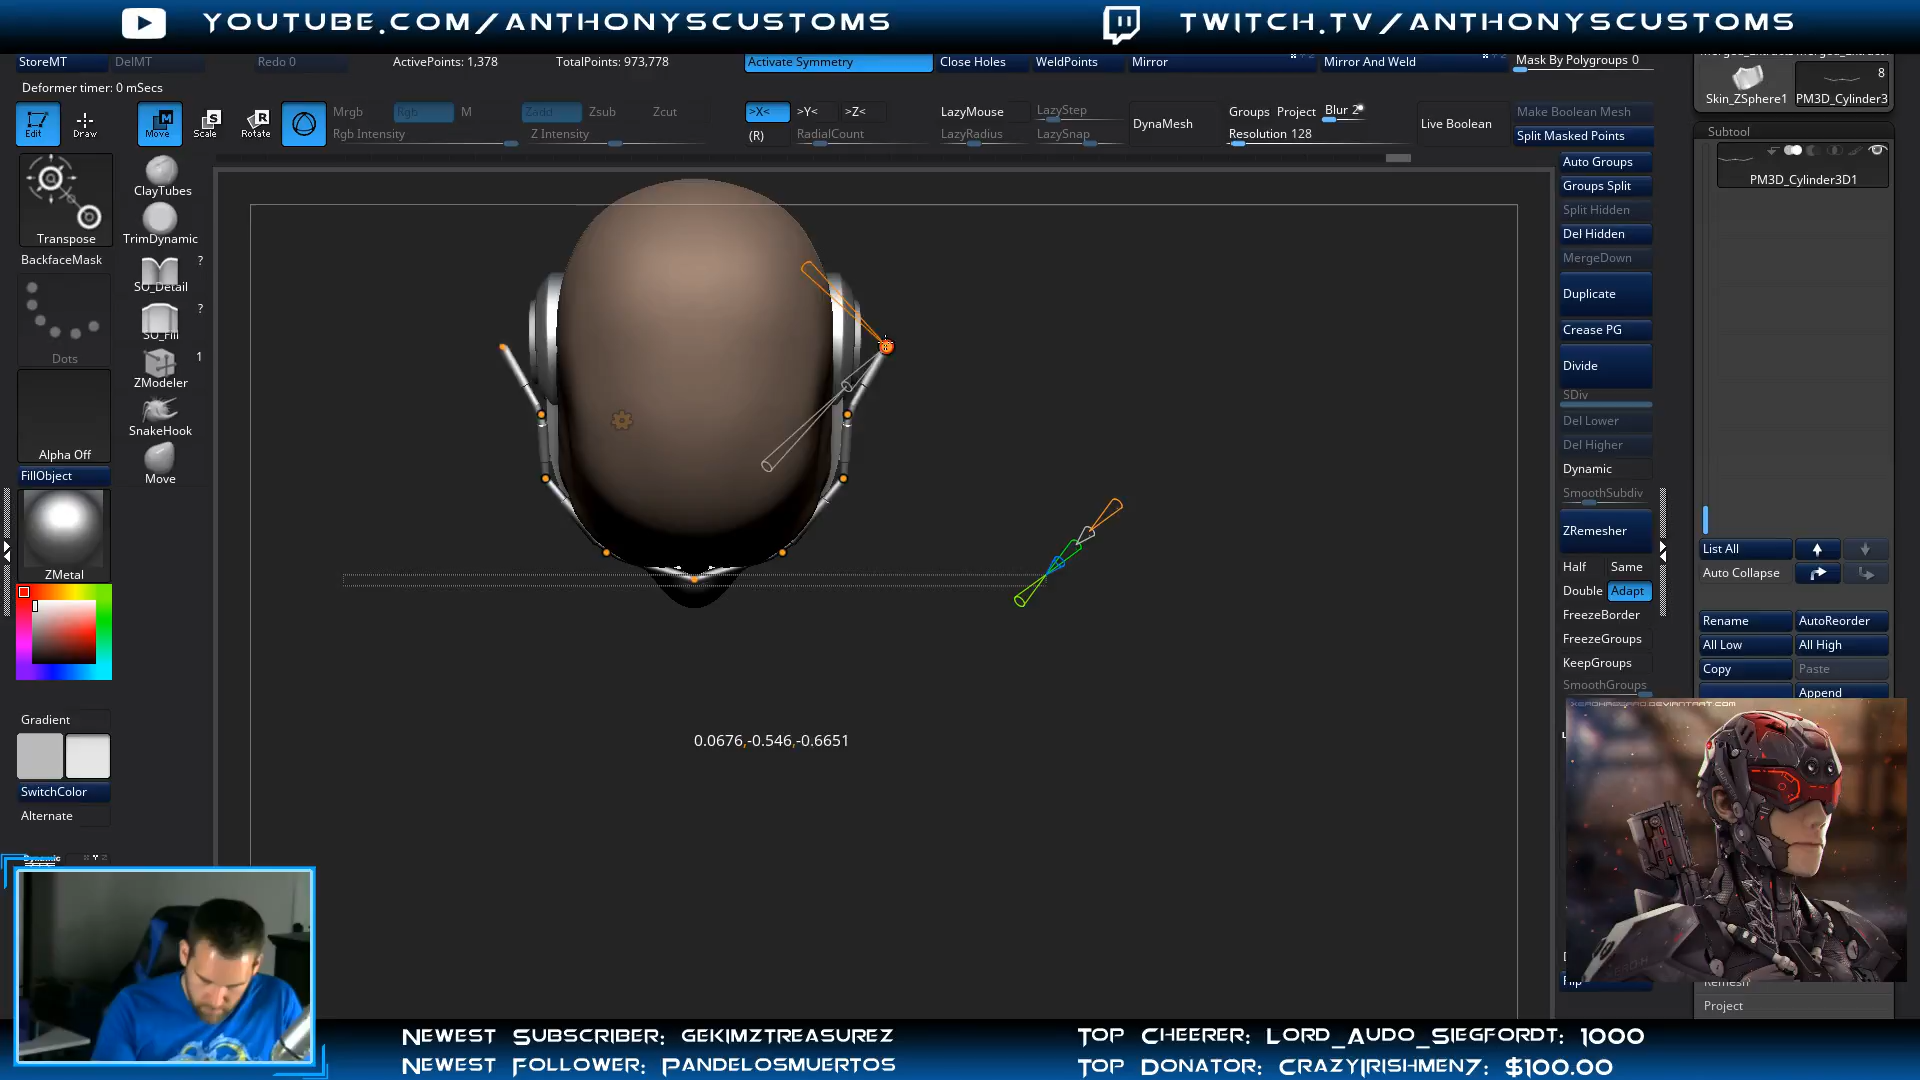 YOUTUBE.COM/ANTHONYSCUSTOMS
TWITCH.TV/ANTHONYSCUSTOMS
StoreMT
DelMT
Redo 0
ActivePoints: 1,378
TotalPoints: 973,778
Activate Symmetry
Close Holes
WeldPoints
Mirror
Mirror And Weld
Mask By Polygroups 0
Deformer timer: 0 mSecs
Skin_ZSphere1
8
PM3D_Cylinder3
Edit
Draw
Move
Scale
Rotate
Mrgb
Rgb
M
Zadd
Zsub
Zcut
Rgb Intensity
Z Intensity
>X<
>Y<
>Z<
(R)
RadialCount
LazyMouse
LazyStep
LazyRadius
LazySnap
DynaMesh
Groups
Project
Blur 2
Resolution 128
Live Boolean
Make Boolean Mesh
Split Masked Points
Subtool
PM3D_Cylinder3D1
Transpose
BackfaceMask
Dots
Alpha Off
FillObject
ZMetal
Gradient
SwitchColor
Alternate
ClayTubes
TrimDynamic
?
SO_Detail
?
SO_Fill
1
ZModeler
SnakeHook
Move
0.0676,-0.546,-0.6651
Auto Groups
Groups Split
Split Hidden
Del Hidden
MergeDown
Duplicate
Crease PG
Divide
SDiv
Del Lower
Del Higher
Dynamic
SmoothSubdiv
ZRemesher
Half
Same
Double
Adapt
FreezeBorder
FreezeGroups
KeepGroups
SmoothGroups
List All
Auto Collapse
Rename
AutoReorder
All Low
All High
Copy
Paste
Append
Flip
Remesh
Project
Newest Subscriber: gekimztreasurez
Newest Follower: Pandelosmuertos
Top Cheerer: Lord_Audo_Siegfordt: 1000
Top Donator: CrazyIrishmen7: $100.00